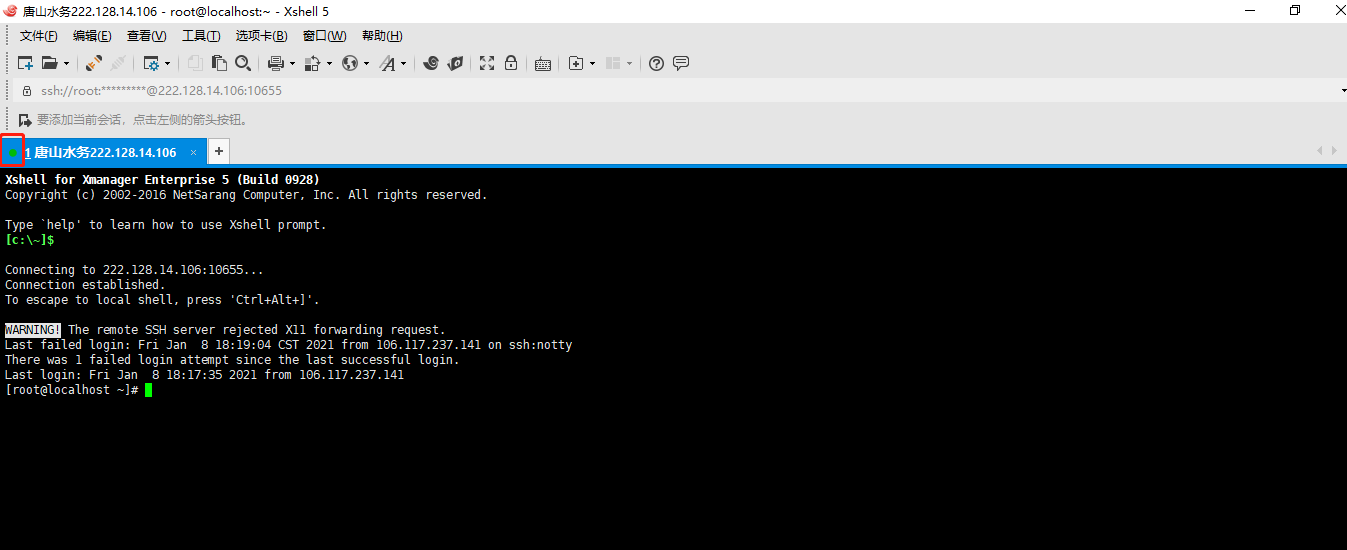 唐山水务222.128.14.106 - root@localhost:~ - Xshell 5
文件(F) 编辑(E) 查看(V) 工具(T) 选项卡(B) 窗口(W) 帮助(H)
ssh://root:*********@222.128.14.106:10655
要添加当前会话，点击左侧的箭头按钮。
1 唐山水务222.128.14.106 × +
Xshell for Xmanager Enterprise 5 (Build 0928)
Copyright (c) 2002-2016 NetSarang Computer, Inc. All rights reserved.
Type `help' to learn how to use Xshell prompt.
[c:\~]$
Connecting to 222.128.14.106:10655...
Connection established.
To escape to local shell, press 'Ctrl+Alt+]'.
WARNING! The remote SSH server rejected X11 forwarding request.
Last failed login: Fri Jan  8 18:19:04 CST 2021 from 106.117.237.141 on ssh:notty
There was 1 failed login attempt since the last successful login.
Last login: Fri Jan  8 18:17:35 2021 from 106.117.237.141
[root@localhost ~]#